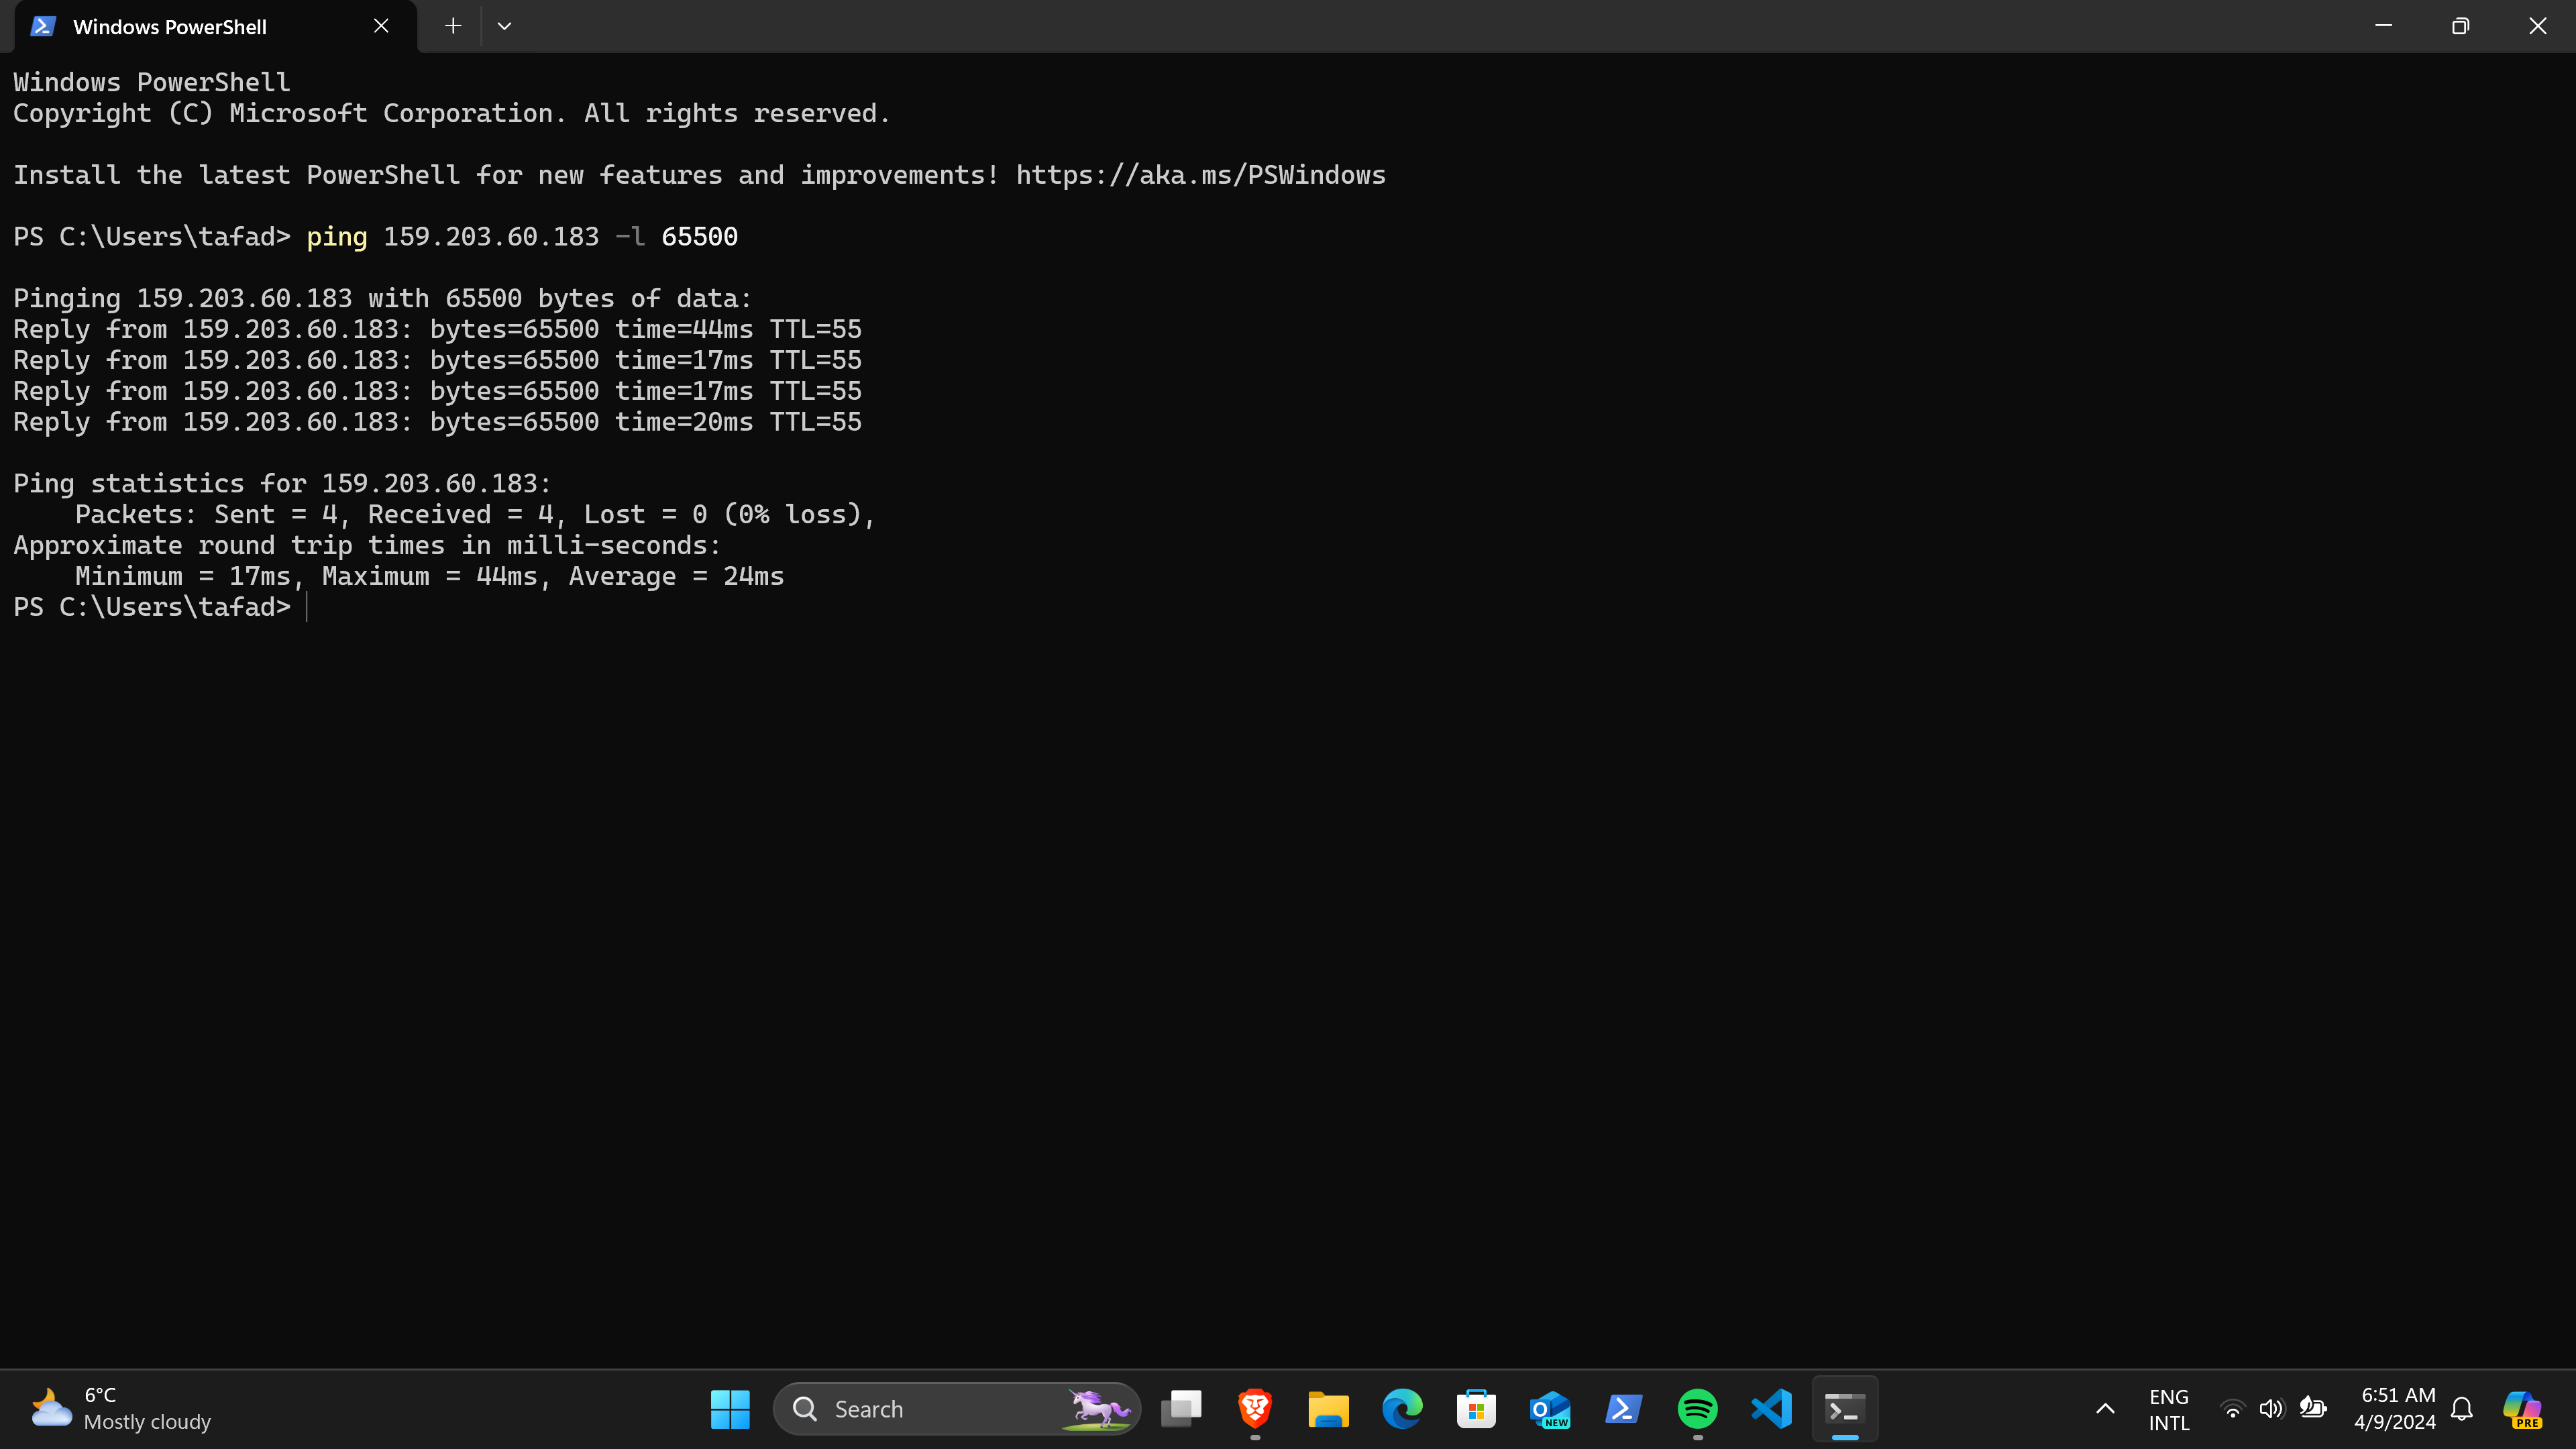 Windows PowerShell
Windows PowerShell
Copyright (C) Microsoft Corporation. All rights reserved.
Install the latest PowerShell for new features and improvements! https://aka.ms/PSWindows
PS C:\Users\tafad> ping 159.203.60.183 -l 65500
Pinging 159.203.60.183 with 65500 bytes of data:
Reply from 159.203.60.183: bytes=65500 time=44ms TTL=55
Reply from 159.203.60.183: bytes=65500 time=17ms TTL=55
Reply from 159.203.60.183: bytes=65500 time=17ms TTL=55
Reply from 159.203.60.183: bytes=65500 time=20ms TTL=55
Ping statistics for 159.203.60.183:
    Packets: Sent = 4, Received = 4, Lost = 0 (0% loss),
Approximate round trip times in milli-seconds:
    Minimum = 17ms, Maximum = 44ms, Average = 24ms
PS C:\Users\tafad>
6°C
Mostly cloudy
Search
NEW
ENG
INTL
6:51 AM
4/9/2024
PRE